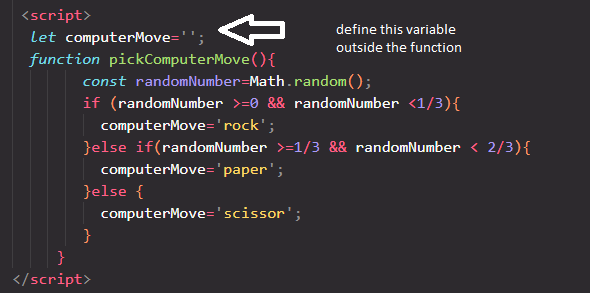 <script>
let computerMove='';
define this variable
outside the function
function pickComputerMove(){
const randomNumber=Math.random();
if (randomNumber >=0 && randomNumber <1/3){
computerMove='rock';
}else if(randomNumber >=1/3 && randomNumber < 2/3){
computerMove='paper';
}else {
computerMove='scissor';
}
}
</script>